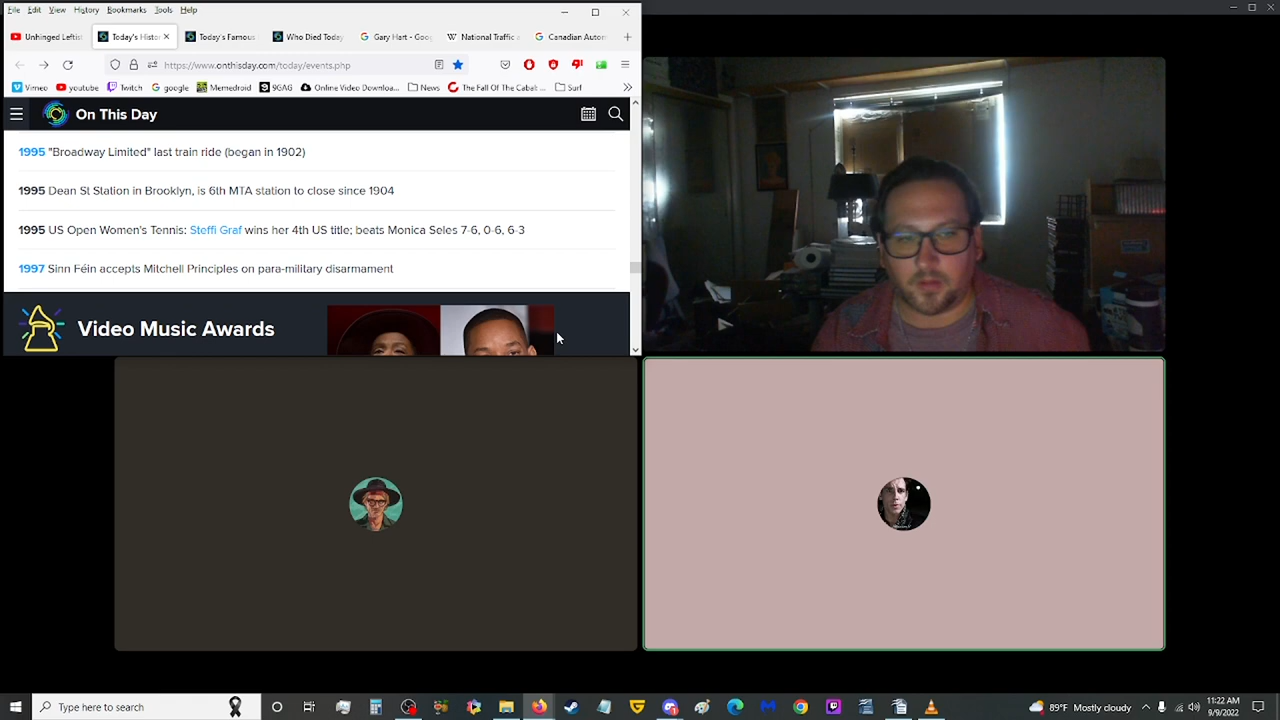 File Edit View History Bookmarks Tools Help
Unhinged Leftis Today's Histor Today's Famous Who Died Today Gary Hart - Goo National Traffic a Canadian Auton
https://www.onthisday.com/today/events.php
Vimeo youtube Twitch google Memedroid 9GAG Online Video Downloa... News The Fall Of The Cabal: ... Surf
On This Day
1995 "Broadway Limited" last train ride (began in 1902)
1995 Dean St Station in Brooklyn, is 6th MTA station to close since 1904
1995 US Open Women's Tennis: Steffi Graf wins her 4th US title; beats Monica Seles 7-6, 0-6, 6-3
1997 Sinn Féin accepts Mitchell Principles on para-military disarmament
Video Music Awards
Type here to search
89°F Mostly cloudy
11:22 AM
9/9/2022